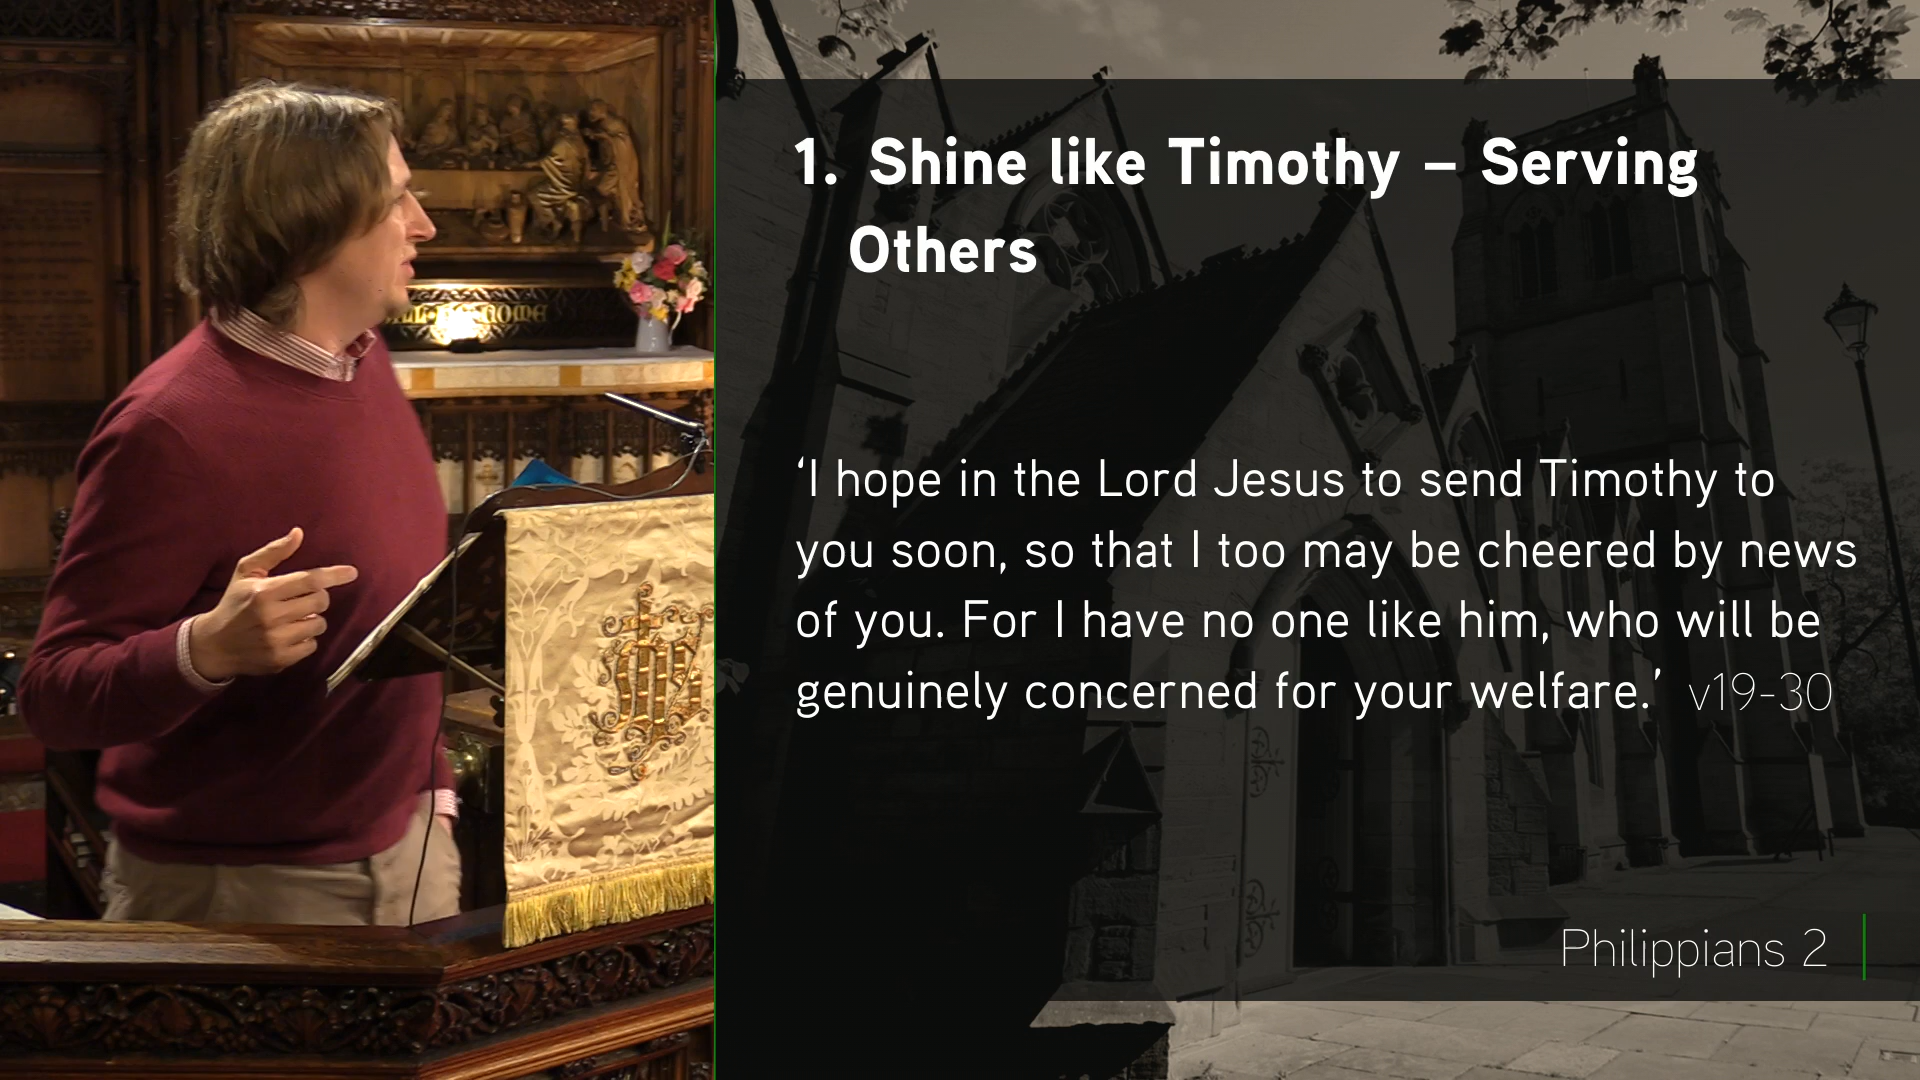 1. Shine like Timothy – Serving
Others
‘I hope in the Lord Jesus to send Timothy to
you soon, so that I too may be cheered by news
of you. For I have no one like him, who will be
genuinely concerned for your welfare.’ v19-30
Philippians 2